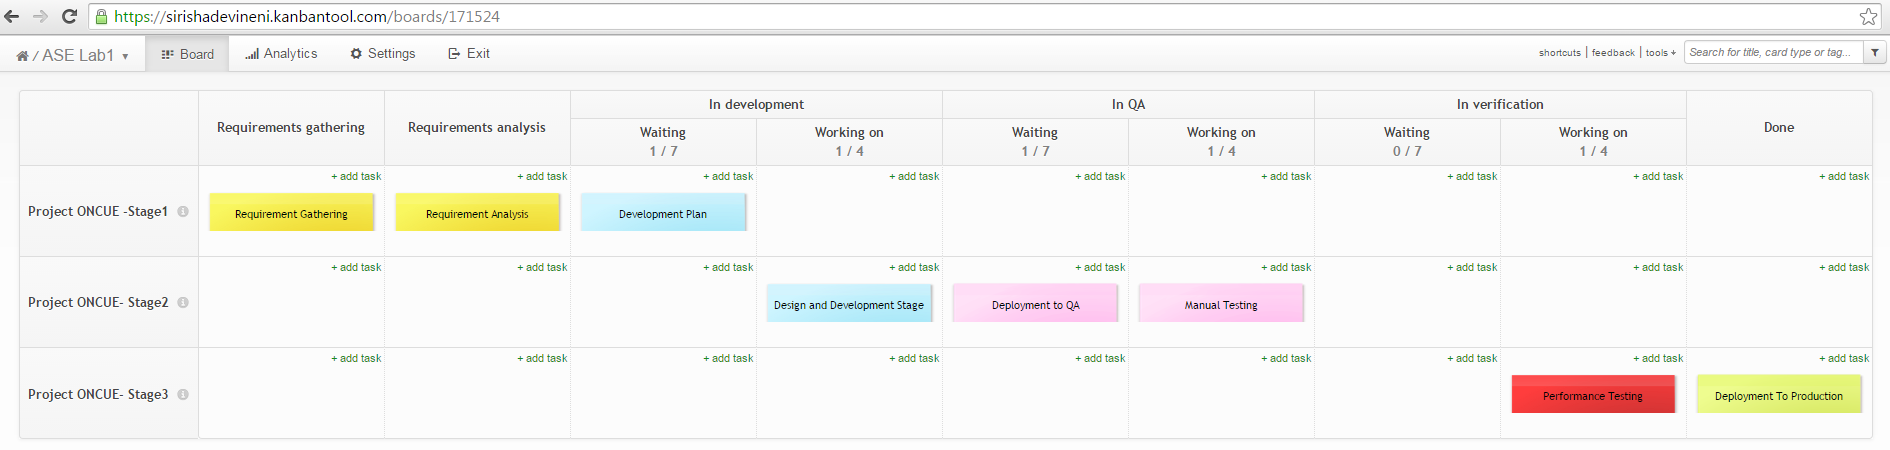 https://sirishadevineni.kanbantool.com/boards/171524
/ ASE Lab1 ▾ Board Analytics Settings Exit shortcuts | feedback | tools Search for title, card type or tag...
Requirements gathering Requirements analysis In development In QA In verification Done
Waiting Working on Waiting Working on Waiting Working on
1 / 7 1 / 4 1 / 7 1 / 4 0 / 7 1 / 4
+ add task + add task + add task + add task + add task + add task + add task + add task + add task
Project ONCUE -Stage1 Requirement Gathering Requirement Analysis Development Plan
+ add task + add task + add task + add task + add task + add task + add task + add task + add task
Project ONCUE- Stage2 Design and Development Stage Deployment to QA Manual Testing
+ add task + add task + add task + add task + add task + add task + add task + add task + add task
Project ONCUE- Stage3 Performance Testing Deployment To Production